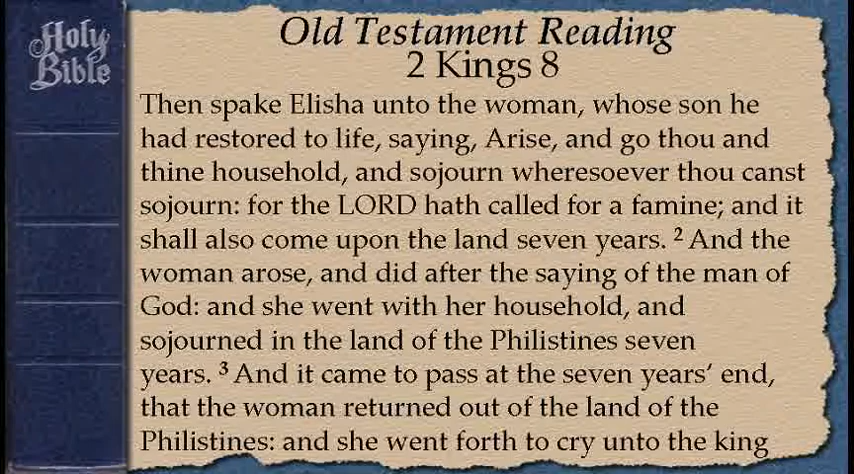 Holy
Bible
Old Testament Reading
2 Kings 8
Then spake Elisha unto the woman, whose son he
had restored to life, saying, Arise, and go thou and
thine household, and sojourn wheresoever thou canst
sojourn: for the LORD hath called for a famine; and it
shall also come upon the land seven years. ² And the
woman arose, and did after the saying of the man of
God: and she went with her household, and
sojourned in the land of the Philistines seven
years. ³ And it came to pass at the seven years’ end,
that the woman returned out of the land of the
Philistines: and she went forth to cry unto the king